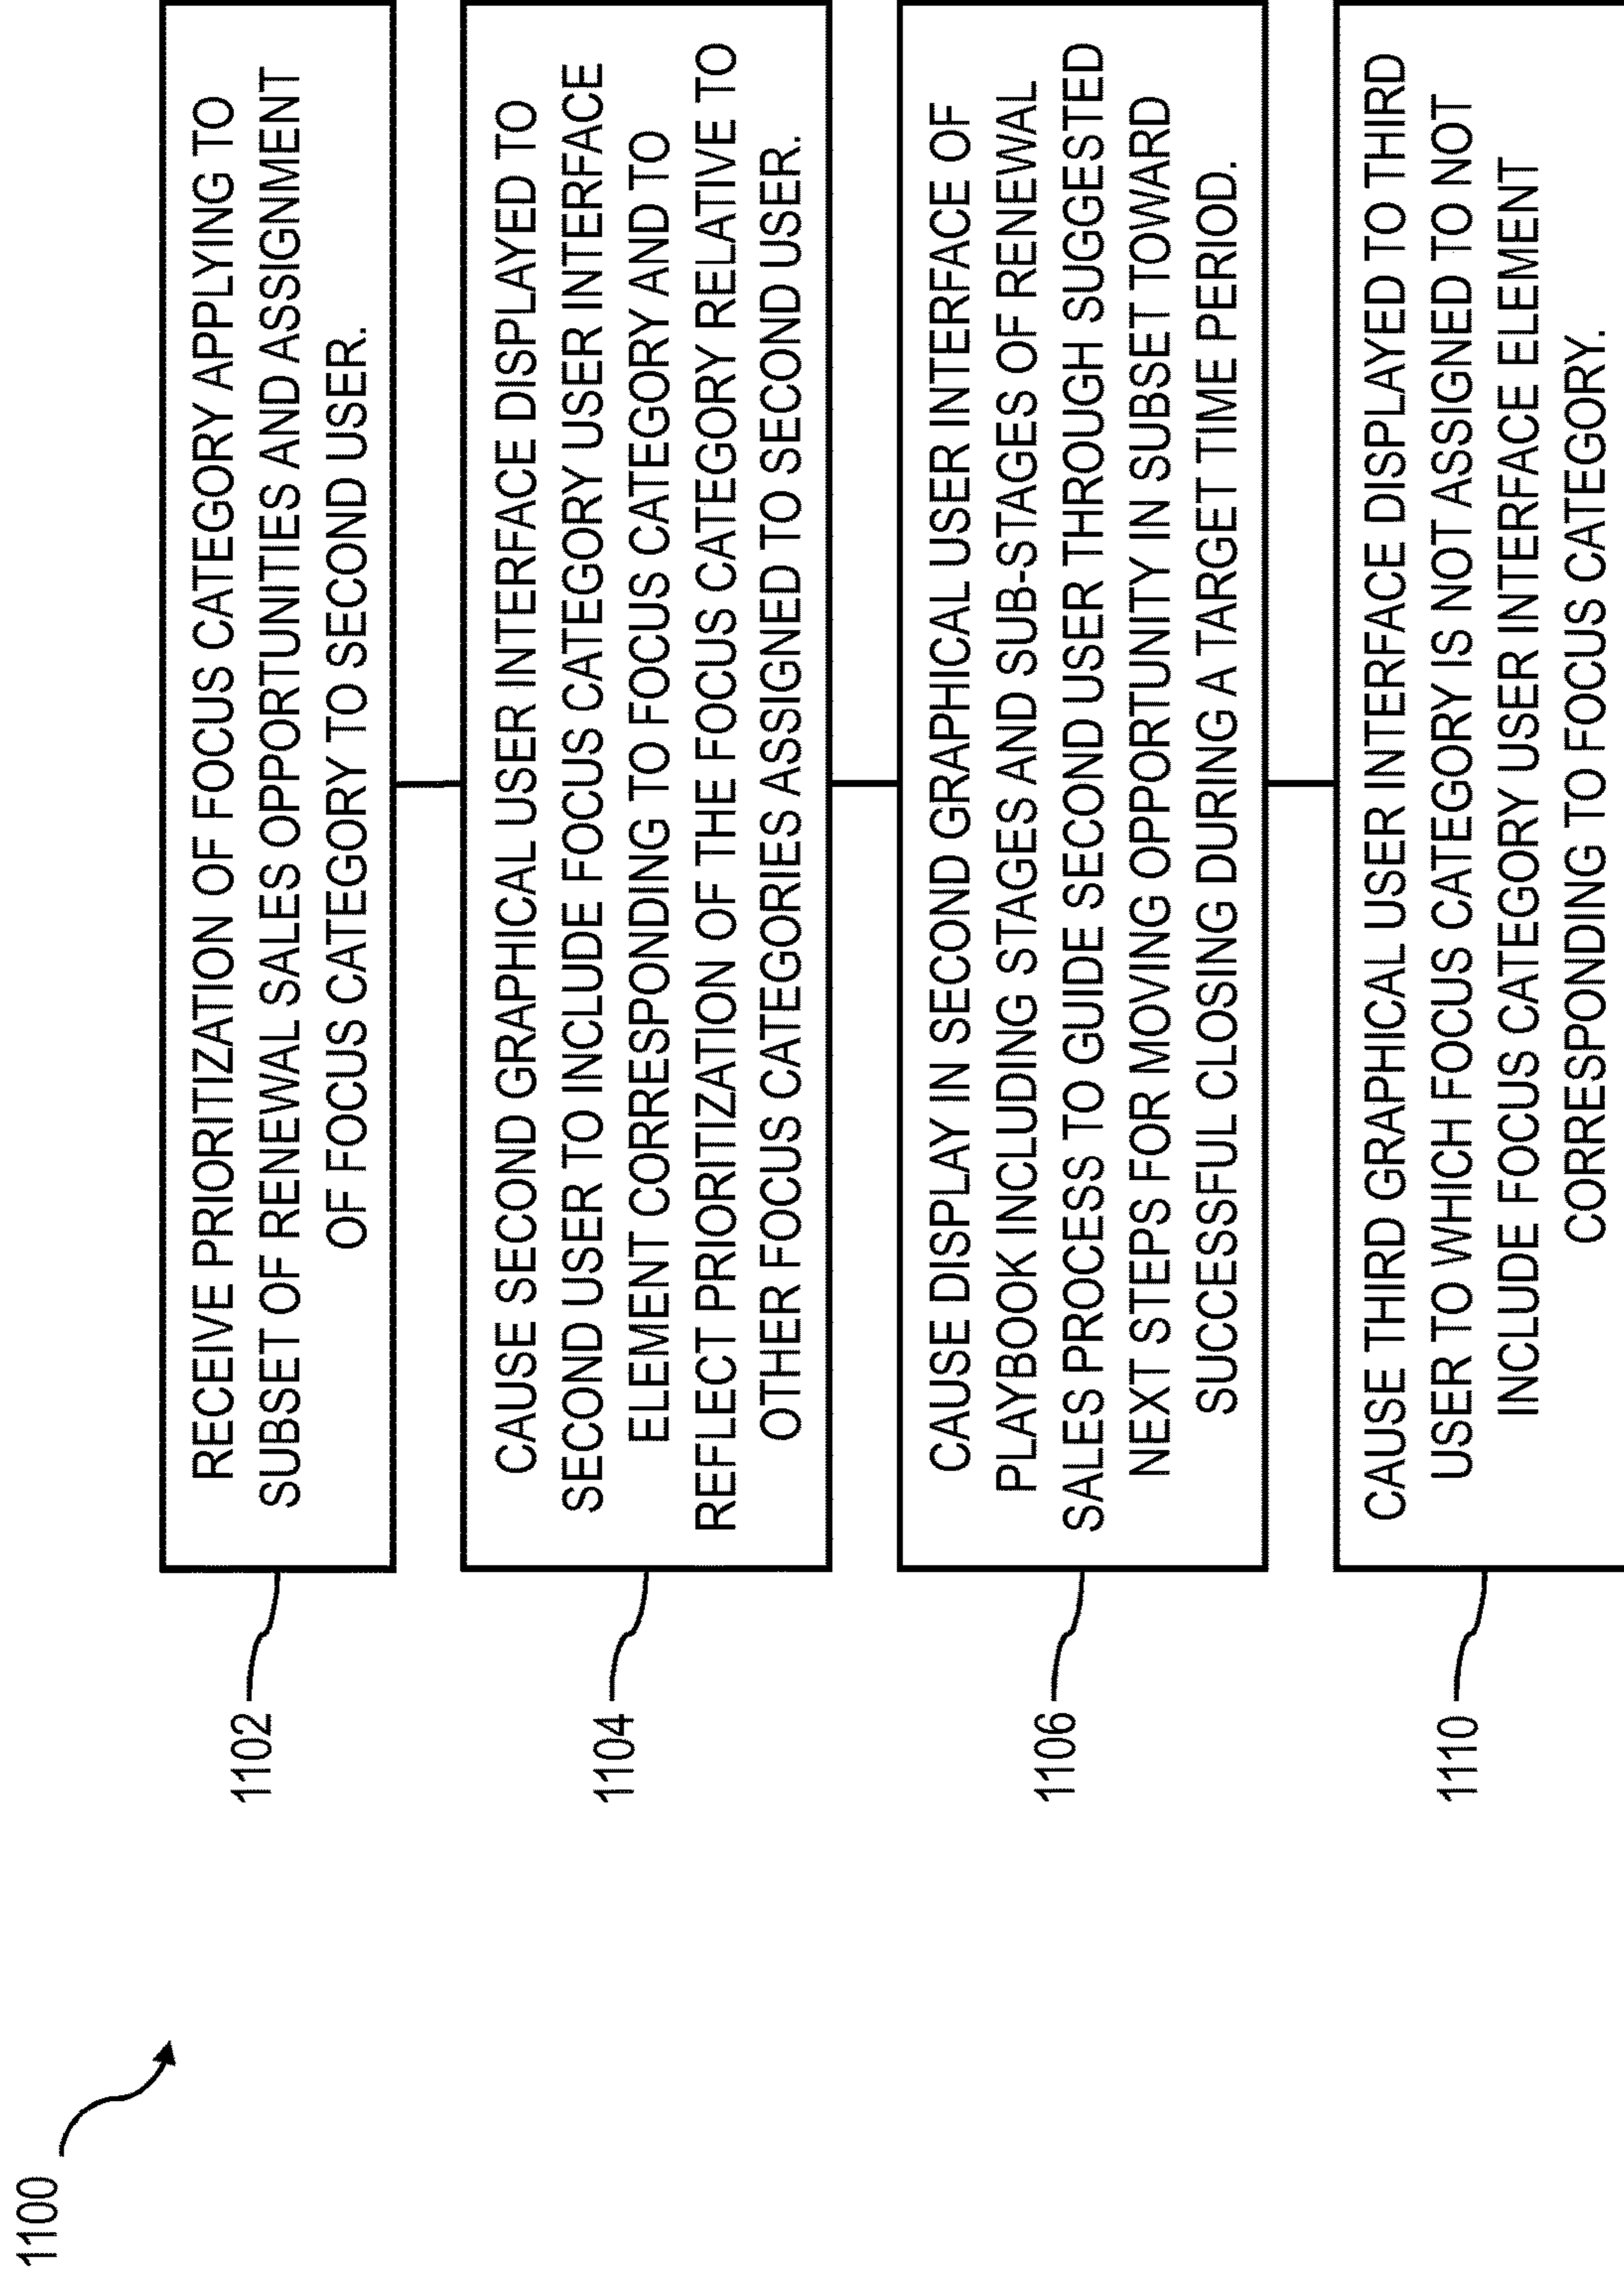 1100
1102
RECEIVE PRIORITIZATION OF FOCUS CATEGORY APPLYING TO
SUBSET OF RENEWAL SALES OPPORTUNITIES AND ASSIGNMENT
OF FOCUS CATEGORY TO SECOND USER.
1104
CAUSE SECOND GRAPHICAL USER INTERFACE DISPLAYED TO
SECOND USER TO INCLUDE FOCUS CATEGORY USER INTERFACE
ELEMENT CORRESPONDING TO FOCUS CATEGORY AND TO
REFLECT PRIORITIZATION OF THE FOCUS CATEGORY RELATIVE TO
OTHER FOCUS CATEGORIES ASSIGNED TO SECOND USER.
1106
CAUSE DISPLAY IN SECOND GRAPHICAL USER INTERFACE OF
PLAYBOOK INCLUDING STAGES AND SUB-STAGES OF RENEWAL
SALES PROCESS TO GUIDE SECOND USER THROUGH SUGGESTED
NEXT STEPS FOR MOVING OPPORTUNITY IN SUBSET TOWARD
SUCCESSFUL CLOSING DURING A TARGET TIME PERIOD.
1110
CAUSE THIRD GRAPHICAL USER INTERFACE DISPLAYED TO THIRD
USER TO WHICH FOCUS CATEGORY IS NOT ASSIGNED TO NOT
INCLUDE FOCUS CATEGORY USER INTERFACE ELEMENT
CORRESPONDING TO FOCUS CATEGORY.